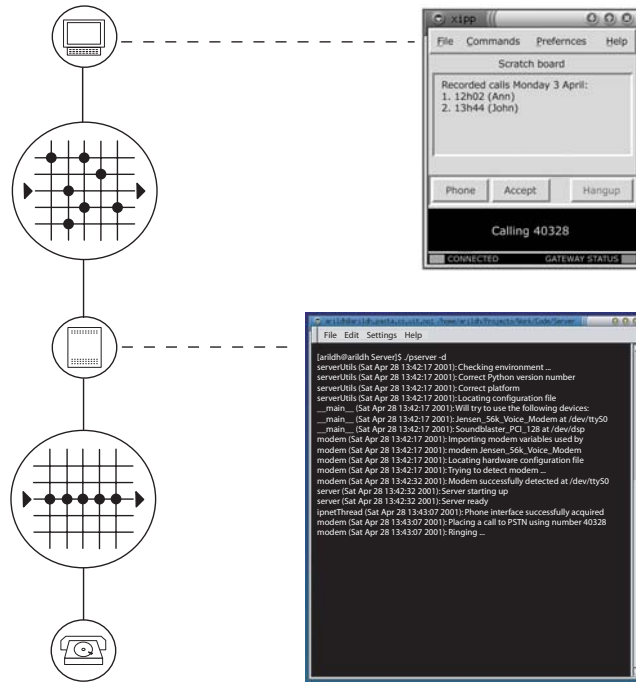 xipp
File Commands Prefernces Help
Scratch board
Recorded calls Monday 3 April:
1. 12h02 (Ann)
2. 13h44 (John)
Phone Accept Hangup
Calling 40328
CONNECTED GATEWAY STATUS
File Edit Settings Help
[arildh@arildh Server]$ ./pserver -d
serverUtils (Sat Apr 28 13:42:17 2001): Checking environment ...
serverUtils (Sat Apr 28 13:42:17 2001): Correct Python version number
serverUtils (Sat Apr 28 13:42:17 2001): Correct platform
serverUtils (Sat Apr 28 13:42:17 2001): Locating configuration file
__main__ (Sat Apr 28 13:42:17 2001): Will try to use the following devices:
__main__ (Sat Apr 28 13:42:17 2001): Jensen_56k_Voice_Modem at /dev/ttyS0
__main__ (Sat Apr 28 13:42:17 2001): Soundblaster_PCI_128 at /dev/dsp
modem (Sat Apr 28 13:42:17 2001): Importing modem variables used by
modem (Sat Apr 28 13:42:17 2001): modem Jensen_56k_Voice_Modem
modem (Sat Apr 28 13:42:17 2001): Locating hardware configuration file
modem (Sat Apr 28 13:42:17 2001): Trying to detect modem ...
modem (Sat Apr 28 13:42:32 2001): Modem successfully detected at /dev/ttyS0
server (Sat Apr 28 13:42:32 2001): Server starting up
server (Sat Apr 28 13:42:32 2001): Server ready
ipnetThread (Sat Apr 28 13:43:07 2001): Phone interface successfully acquired
modem (Sat Apr 28 13:43:07 2001): Placing a call to PSTN using number 40328
modem (Sat Apr 28 13:43:07 2001): Ringing ...